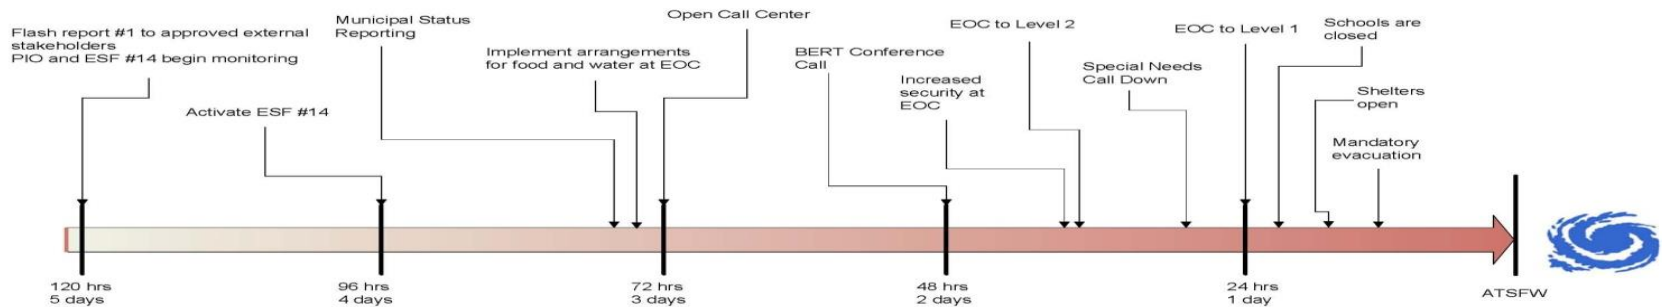 Flash report #1 to approved external
stakeholders
PIO and ESF #14 begin monitoring
Activate ESF #14
Municipal Status
Reporting
Implement arrangements
for food and water at EOC
Open Call Center
BERT Conference
Call
Increased
security at
EOC
EOC to Level 2
Special Needs
Call Down
EOC to Level 1
Schools are
closed
Shelters
open
Mandatory
evacuation
120 hrs
5 days
96 hrs
4 days
72 hrs
3 days
48 hrs
2 days
24 hrs
1 day
ATSFW